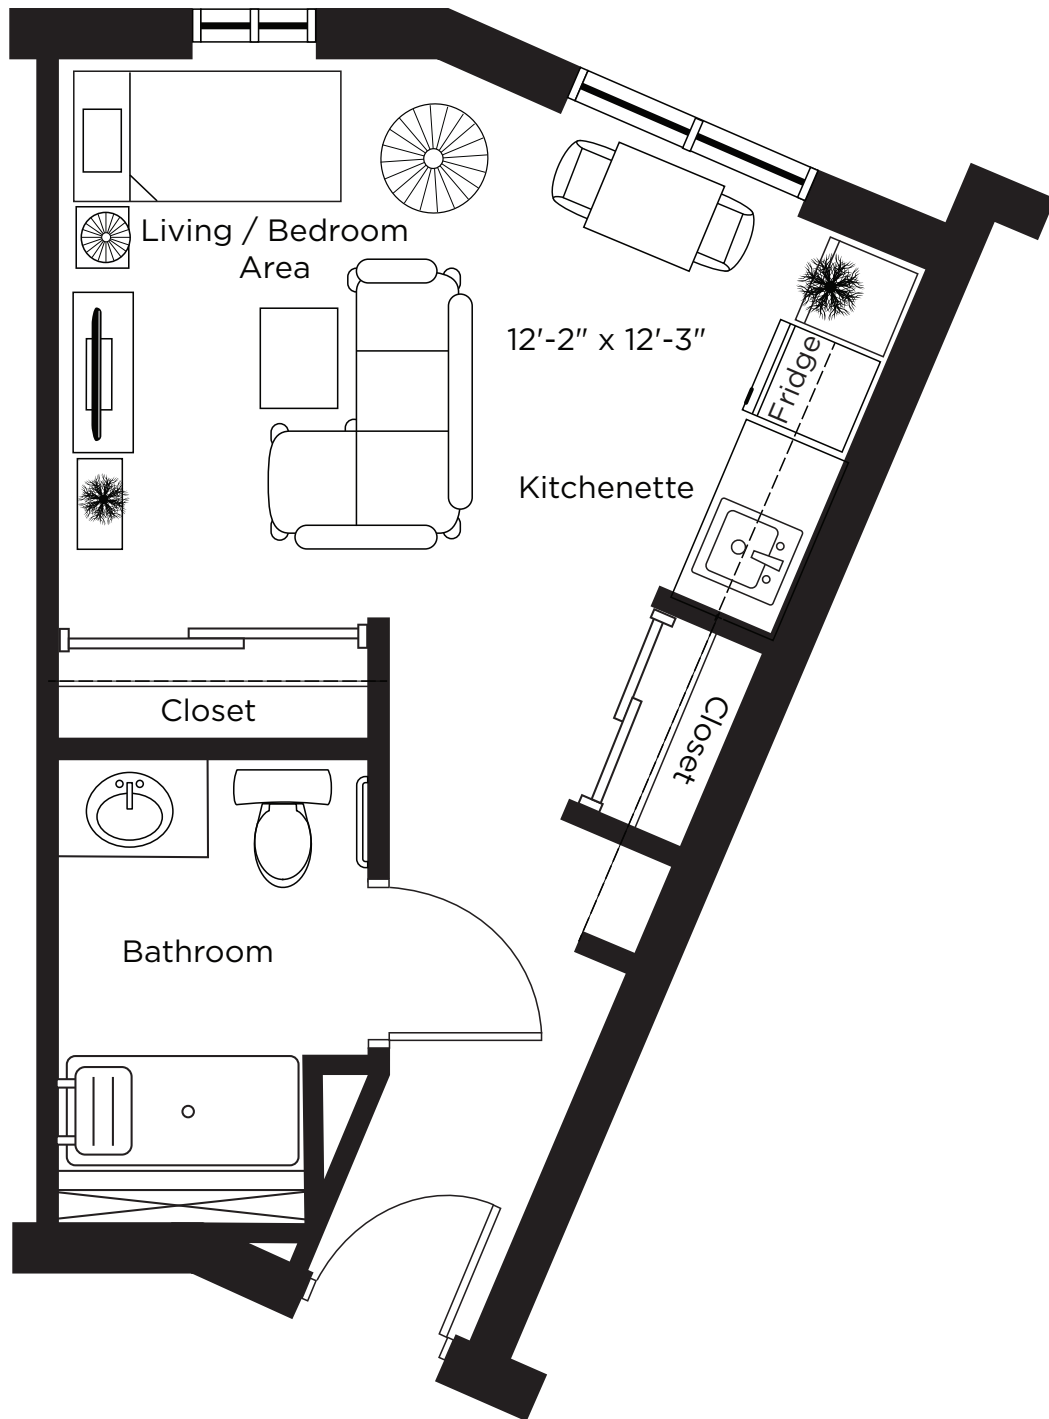 Living / Bedroom
Area
12'-2" x 12'-3"
Fridge
Kitchenette
Closet
Closet
Bathroom